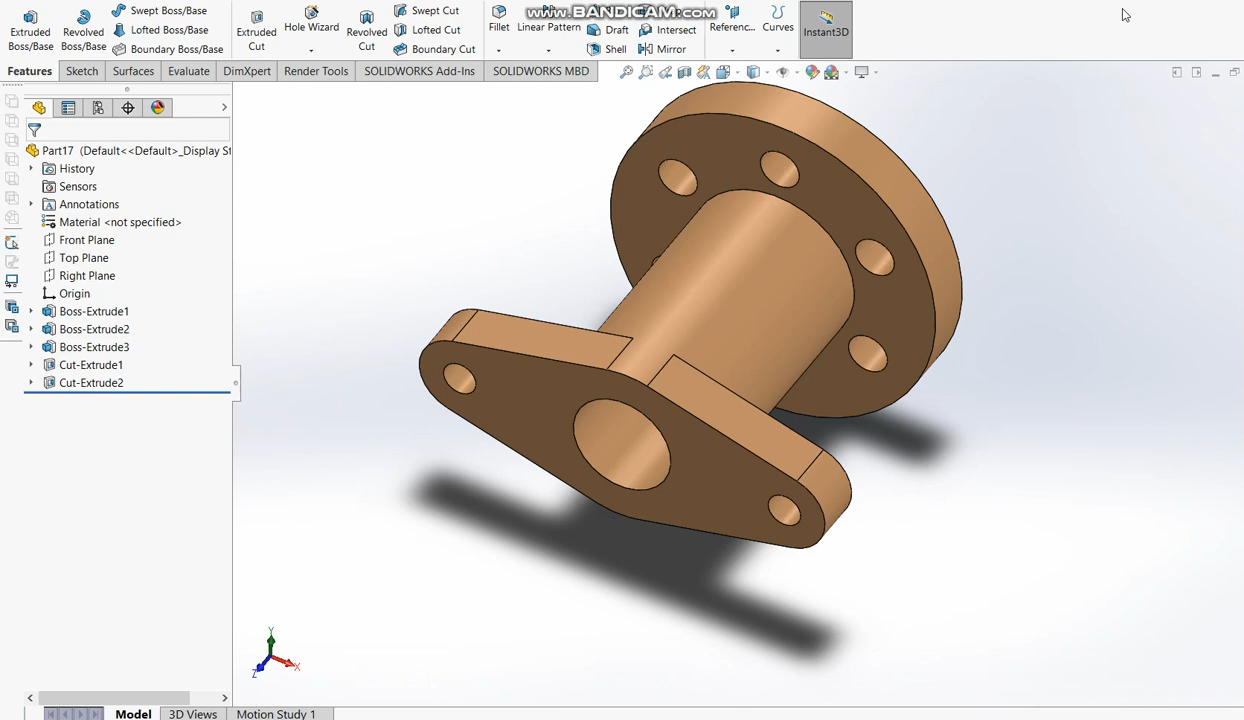 Swept Boss/Base
Lofted Boss/Base
Boundary Boss/Base
Extruded
Boss/Base
Revolved
Boss/Base
Extruded
Cut
Hole Wizard
Revolved
Cut
Swept Cut
Lofted Cut
Boundary Cut
Fillet
Linear Pattern
www.BANDICAM.com
Draft
Intersect
Shell
Mirror
Referenc...
Curves
Instant3D
Features
Sketch
Surfaces
Evaluate
DimXpert
Render Tools
SOLIDWORKS Add-Ins
SOLIDWORKS MBD
Part17 (Default<<Default>_Display St
History
Sensors
Annotations
Material <not specified>
Front Plane
Top Plane
Right Plane
Origin
Boss-Extrude1
Boss-Extrude2
Boss-Extrude3
Cut-Extrude1
Cut-Extrude2
Y
X
Z
Model
3D Views
Motion Study 1